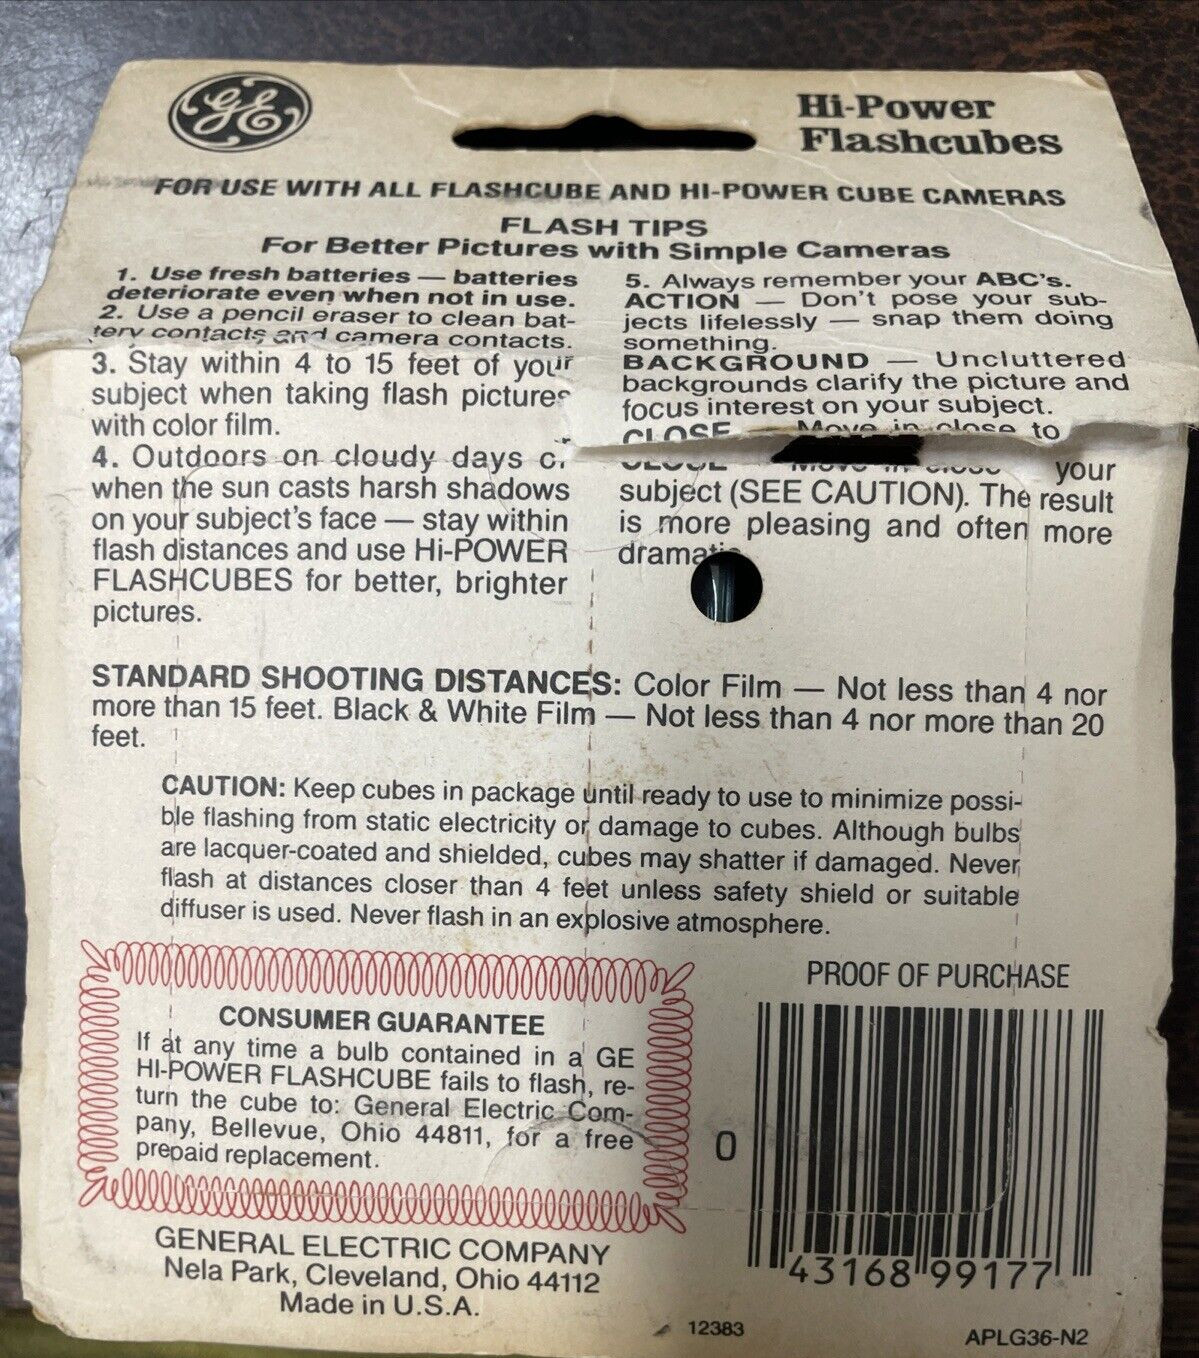 GE
Hi-Power
Flashcubes
FOR USE WITH ALL FLASHCUBE AND HI-POWER CUBE CAMERAS
FLASH TIPS
For Better Pictures with Simple Cameras
1. Use fresh batteries — batteries
deteriorate even when not in use.
2. Use a pencil eraser to clean bat-
tery contacts and camera contacts.
3. Stay within 4 to 15 feet of your
subject when taking flash pictures
with color film.
4. Outdoors on cloudy days or
when the sun casts harsh shadows
on your subject's face — stay within
flash distances and use Hi-POWER
FLASHCUBES for better, brighter
pictures.
5. Always remember your ABC's.
ACTION — Don't pose your sub-
jects lifelessly — snap them doing
something.
BACKGROUND — Uncluttered
backgrounds clarify the picture and
focus interest on your subject.
CLOSE — Move in close to
your
subject (SEE CAUTION). The result
is more pleasing and often more
STANDARD SHOOTING DISTANCES: Color Film — Not less than 4 nor
more than 15 feet. Black & White Film — Not less than 4 nor more than 20
feet.
CAUTION: Keep cubes in package until ready to use to minimize possi-
ble flashing from static electricity or damage to cubes. Although bulbs
are lacquer-coated and shielded, cubes may shatter if damaged. Never
flash at distances closer than 4 feet unless safety shield or suitable
diffuser is used. Never flash in an explosive atmosphere.
CONSUMER GUARANTEE
If at any time a bulb contained in a GE
HI-POWER FLASHCUBE fails to flash, re-
turn the cube to: General Electric Com-
pany, Bellevue, Ohio 44811, for a free
prepaid replacement.
GENERAL ELECTRIC COMPANY
Nela Park, Cleveland, Ohio 44112
Made in U.S.A.
PROOF OF PURCHASE
0 43168 99177
12383
APLG36-N2